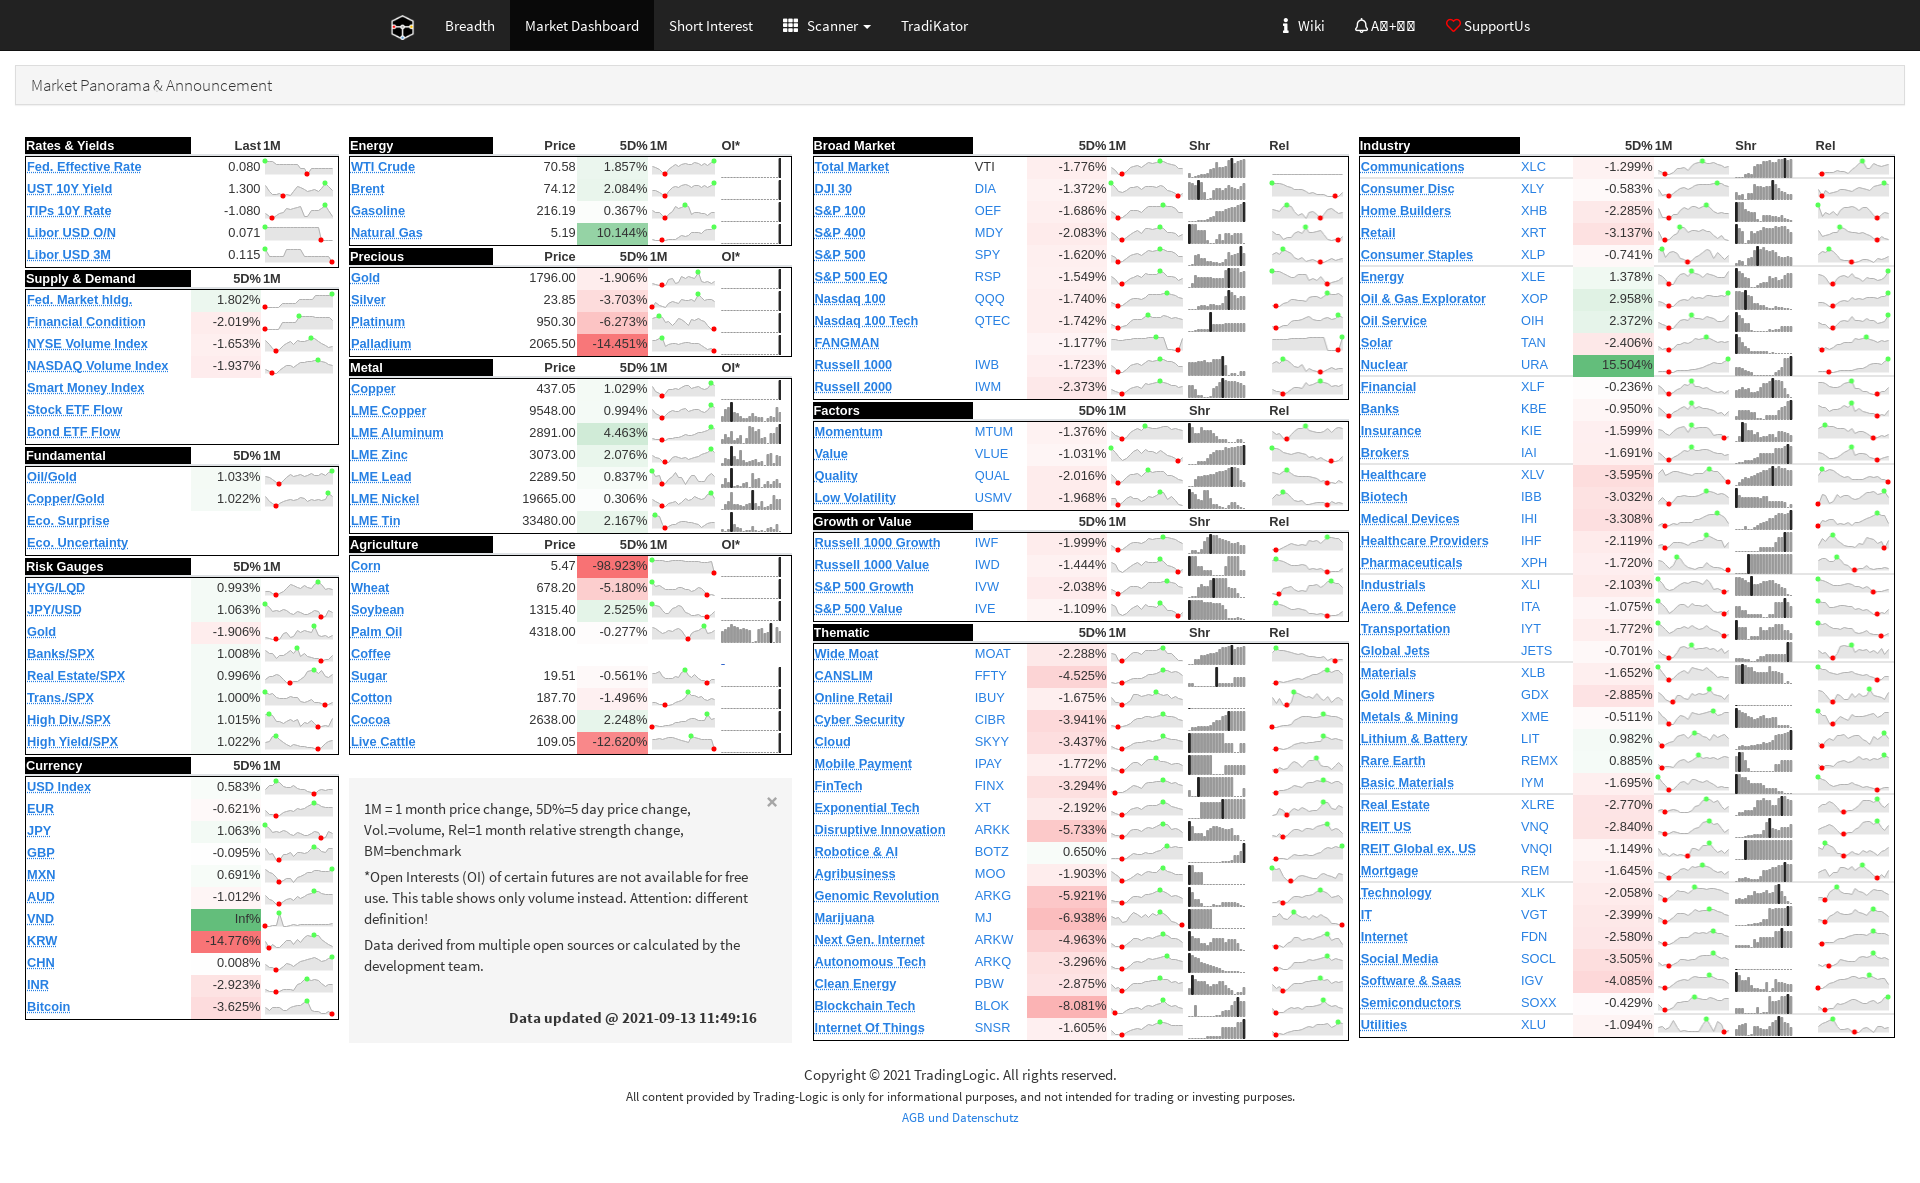 Breadth Market Dashboard Short Interest Scanner TradiKator Wiki SupportUs
Market Panorama & Announcement
Rates & Yields Last 1M
Fed. Effective Rate 0.080
UST 10Y Yield 1.300
TIPs 10Y Rate -1.080
Libor USD O/N 0.071
Libor USD 3M 0.115
Supply & Demand 5D% 1M
Fed. Market hldg. 1.802%
Financial Condition -2.019%
NYSE Volume Index -1.653%
NASDAQ Volume Index -1.937%
Smart Money Index
Stock ETF Flow
Bond ETF Flow
Fundamental 5D% 1M
Oil/Gold 1.033%
Copper/Gold 1.022%
Eco. Surprise
Eco. Uncertainty
Risk Gauges 5D% 1M
HYG/LQD 0.993%
JPY/USD 1.063%
Gold -1.906%
Banks/SPX 1.008%
Real Estate/SPX 0.996%
Trans./SPX 1.000%
High Div./SPX 1.015%
High Yield/SPX 1.022%
Currency 5D% 1M
USD Index 0.583%
EUR -0.621%
JPY 1.063%
GBP -0.095%
MXN 0.691%
AUD -1.012%
VND Inf%
KRW -14.776%
CHN 0.008%
INR -2.923%
Bitcoin -3.625%
Energy Price 5D% 1M OI*
WTI Crude 70.58 1.857%
Brent 74.12 2.084%
Gasoline 216.19 0.367%
Natural Gas 5.19 10.144%
Precious Price 5D% 1M OI*
Gold 1796.00 -1.906%
Silver 23.85 -3.703%
Platinum 950.30 -6.273%
Palladium 2065.50 -14.451%
Metal Price 5D% 1M OI*
Copper 437.05 1.029%
LME Copper 9548.00 0.994%
LME Aluminum 2891.00 4.463%
LME Zinc 3073.00 2.076%
LME Lead 2289.50 0.837%
LME Nickel 19665.00 0.306%
LME Tin 33480.00 2.167%
Agriculture Price 5D% 1M OI*
Corn 5.47 -98.923%
Wheat 678.20 -5.180%
Soybean 1315.40 2.525%
Palm Oil 4318.00 -0.277%
Coffee -
Sugar 19.51 -0.561%
Cotton 187.70 -1.496%
Cocoa 2638.00 2.248%
Live Cattle 109.05 -12.620%
×
1M = 1 month price change, 5D%=5 day price change,
Vol.=volume, Rel=1 month relative strength change,
BM=benchmark
*Open Interests (OI) of certain futures are not available for free
use. This table shows only volume instead. Attention: different
definition!
Data derived from multiple open sources or calculated by the
development team.
Data updated @ 2021-09-13 11:49:16
Broad Market 5D% 1M Shr Rel
Total Market VTI -1.776%
DJI 30 DIA -1.372%
S&P 100 OEF -1.686%
S&P 400 MDY -2.083%
S&P 500 SPY -1.620%
S&P 500 EQ RSP -1.549%
Nasdaq 100 QQQ -1.740%
Nasdaq 100 Tech QTEC -1.742%
FANGMAN -1.177%
Russell 1000 IWB -1.723%
Russell 2000 IWM -2.373%
Factors 5D% 1M Shr Rel
Momentum MTUM -1.376%
Value VLUE -1.031%
Quality QUAL -2.016%
Low Volatility USMV -1.968%
Growth or Value 5D% 1M Shr Rel
Russell 1000 Growth IWF -1.999%
Russell 1000 Value IWD -1.444%
S&P 500 Growth IVW -2.038%
S&P 500 Value IVE -1.109%
Thematic 5D% 1M Shr Rel
Wide Moat MOAT -2.288%
CANSLIM FFTY -4.525%
Online Retail IBUY -1.675%
Cyber Security CIBR -3.941%
Cloud SKYY -3.437%
Mobile Payment IPAY -1.772%
FinTech FINX -3.294%
Exponential Tech XT -2.192%
Disruptive Innovation ARKK -5.733%
Robotice & AI BOTZ 0.650%
Agribusiness MOO -1.903%
Genomic Revolution ARKG -5.921%
Marijuana MJ -6.938%
Next Gen. Internet ARKW -4.963%
Autonomous Tech ARKQ -3.296%
Clean Energy PBW -2.875%
Blockchain Tech BLOK -8.081%
Internet Of Things SNSR -1.605%
Industry 5D% 1M Shr Rel
Communications XLC -1.299%
Consumer Disc XLY -0.583%
Home Builders XHB -2.285%
Retail XRT -3.137%
Consumer Staples XLP -0.741%
Energy XLE 1.378%
Oil & Gas Explorator XOP 2.958%
Oil Service OIH 2.372%
Solar TAN -2.406%
Nuclear URA 15.504%
Financial XLF -0.236%
Banks KBE -0.950%
Insurance KIE -1.599%
Brokers IAI -1.691%
Healthcare XLV -3.595%
Biotech IBB -3.032%
Medical Devices IHI -3.308%
Healthcare Providers IHF -2.119%
Pharmaceuticals XPH -1.720%
Industrials XLI -2.103%
Aero & Defence ITA -1.075%
Transportation IYT -1.772%
Global Jets JETS -0.701%
Materials XLB -1.652%
Gold Miners GDX -2.885%
Metals & Mining XME -0.511%
Lithium & Battery LIT 0.982%
Rare Earth REMX 0.885%
Basic Materials IYM -1.695%
Real Estate XLRE -2.770%
REIT US VNQ -2.840%
REIT Global ex. US VNQI -1.149%
Mortgage REM -1.645%
Technology XLK -2.058%
IT VGT -2.399%
Internet FDN -2.580%
Social Media SOCL -3.505%
Software & Saas IGV -4.085%
Semiconductors SOXX -0.429%
Utilities XLU -1.094%
Copyright © 2021 TradingLogic. All rights reserved.
All content provided by Trading-Logic is only for informational purposes, and not intended for trading or investing purposes.
AGB und Datenschutz